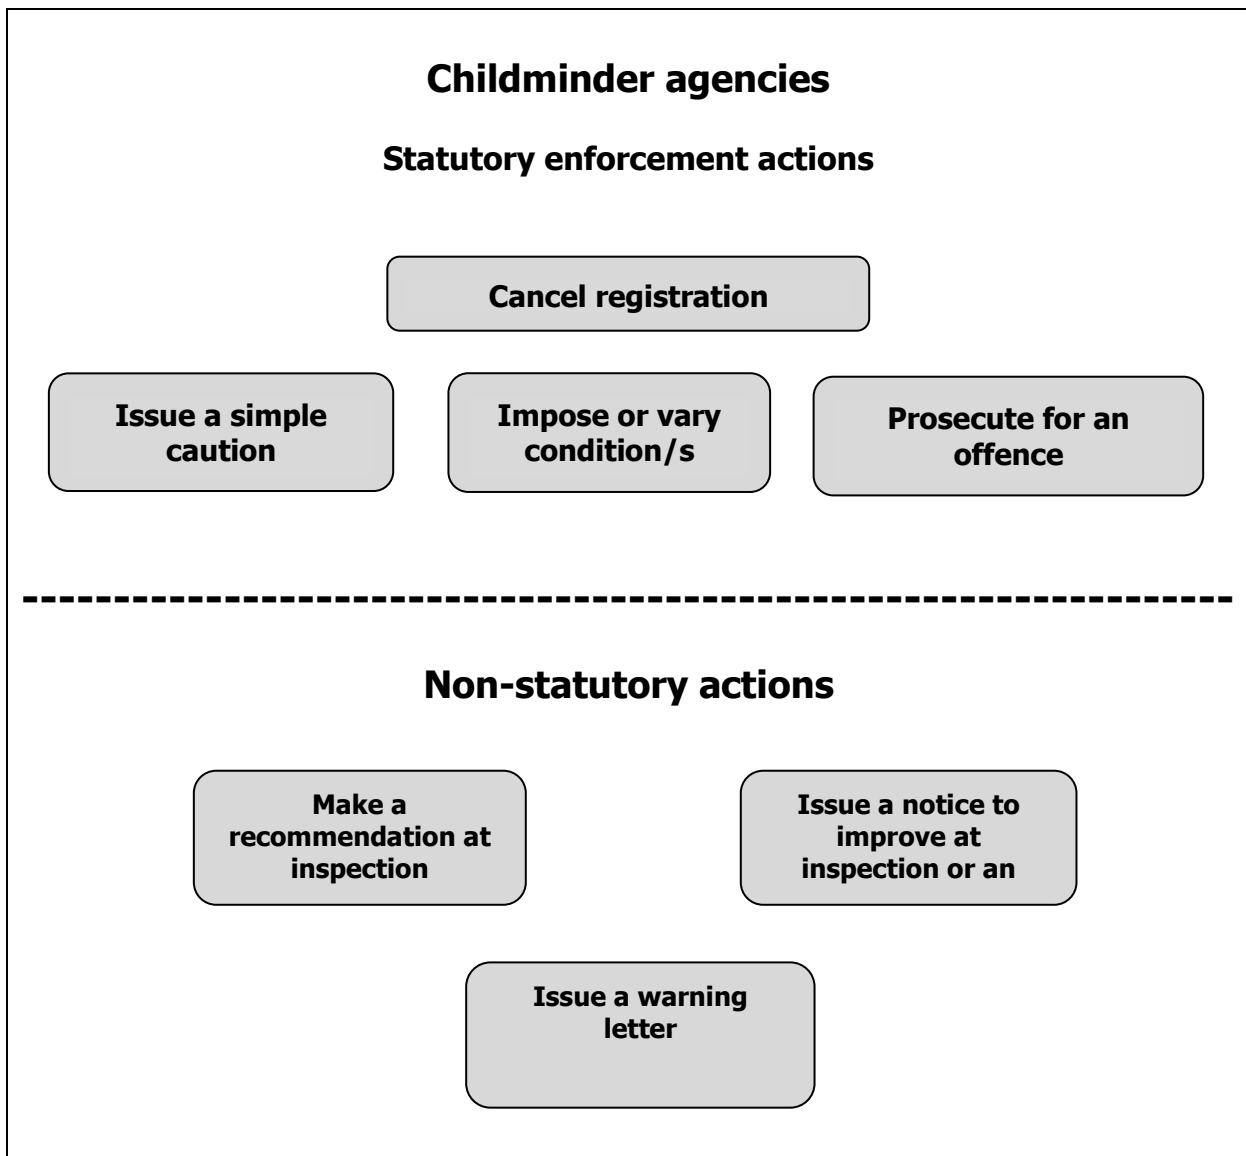 Childminder agencies
Statutory enforcement actions
Cancel registration
Issue a simple
caution
Impose or vary
condition/s
Prosecute for an
offence
Non-statutory actions
Make a
recommendation at
inspection
Issue a notice to
improve at
inspection or an
Issue a warning
letter